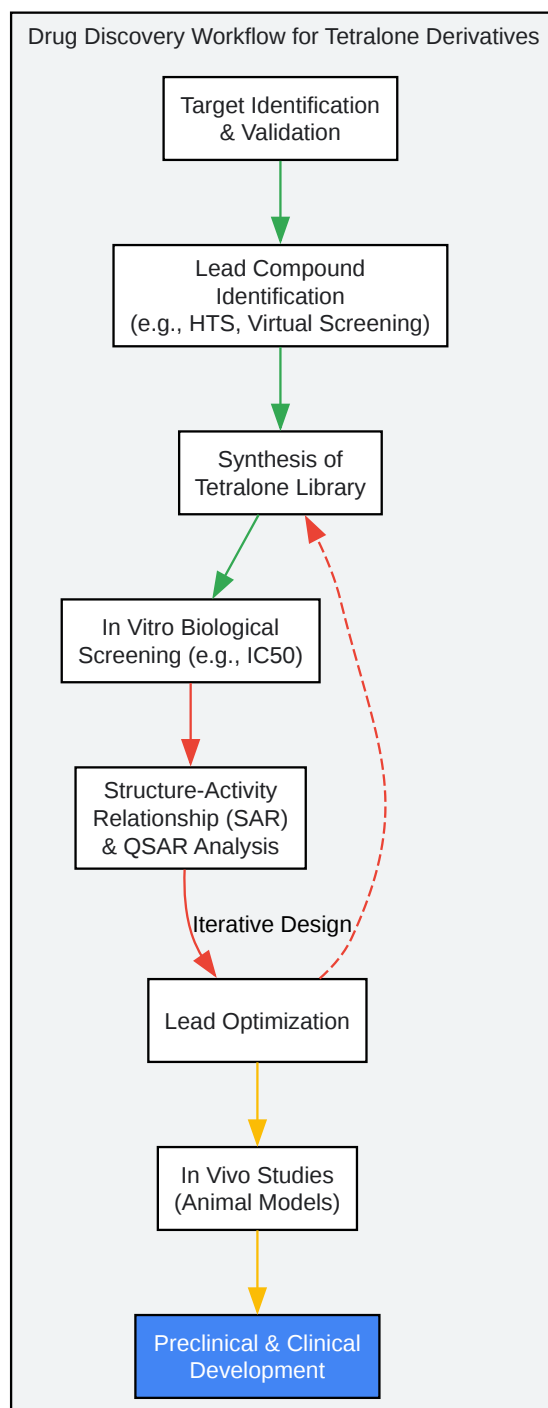 Drug Discovery Workflow for Tetralone Derivatives
Target Identification
& Validation
Lead Compound
Identification
(e.g., HTS, Virtual Screening)
Synthesis of
Tetralone Library
In Vitro Biological
Screening (e.g., IC50)
Structure-Activity
Relationship (SAR)
& QSAR Analysis
Iterative Design
Lead Optimization
In Vivo Studies
(Animal Models)
Preclinical & Clinical
Development